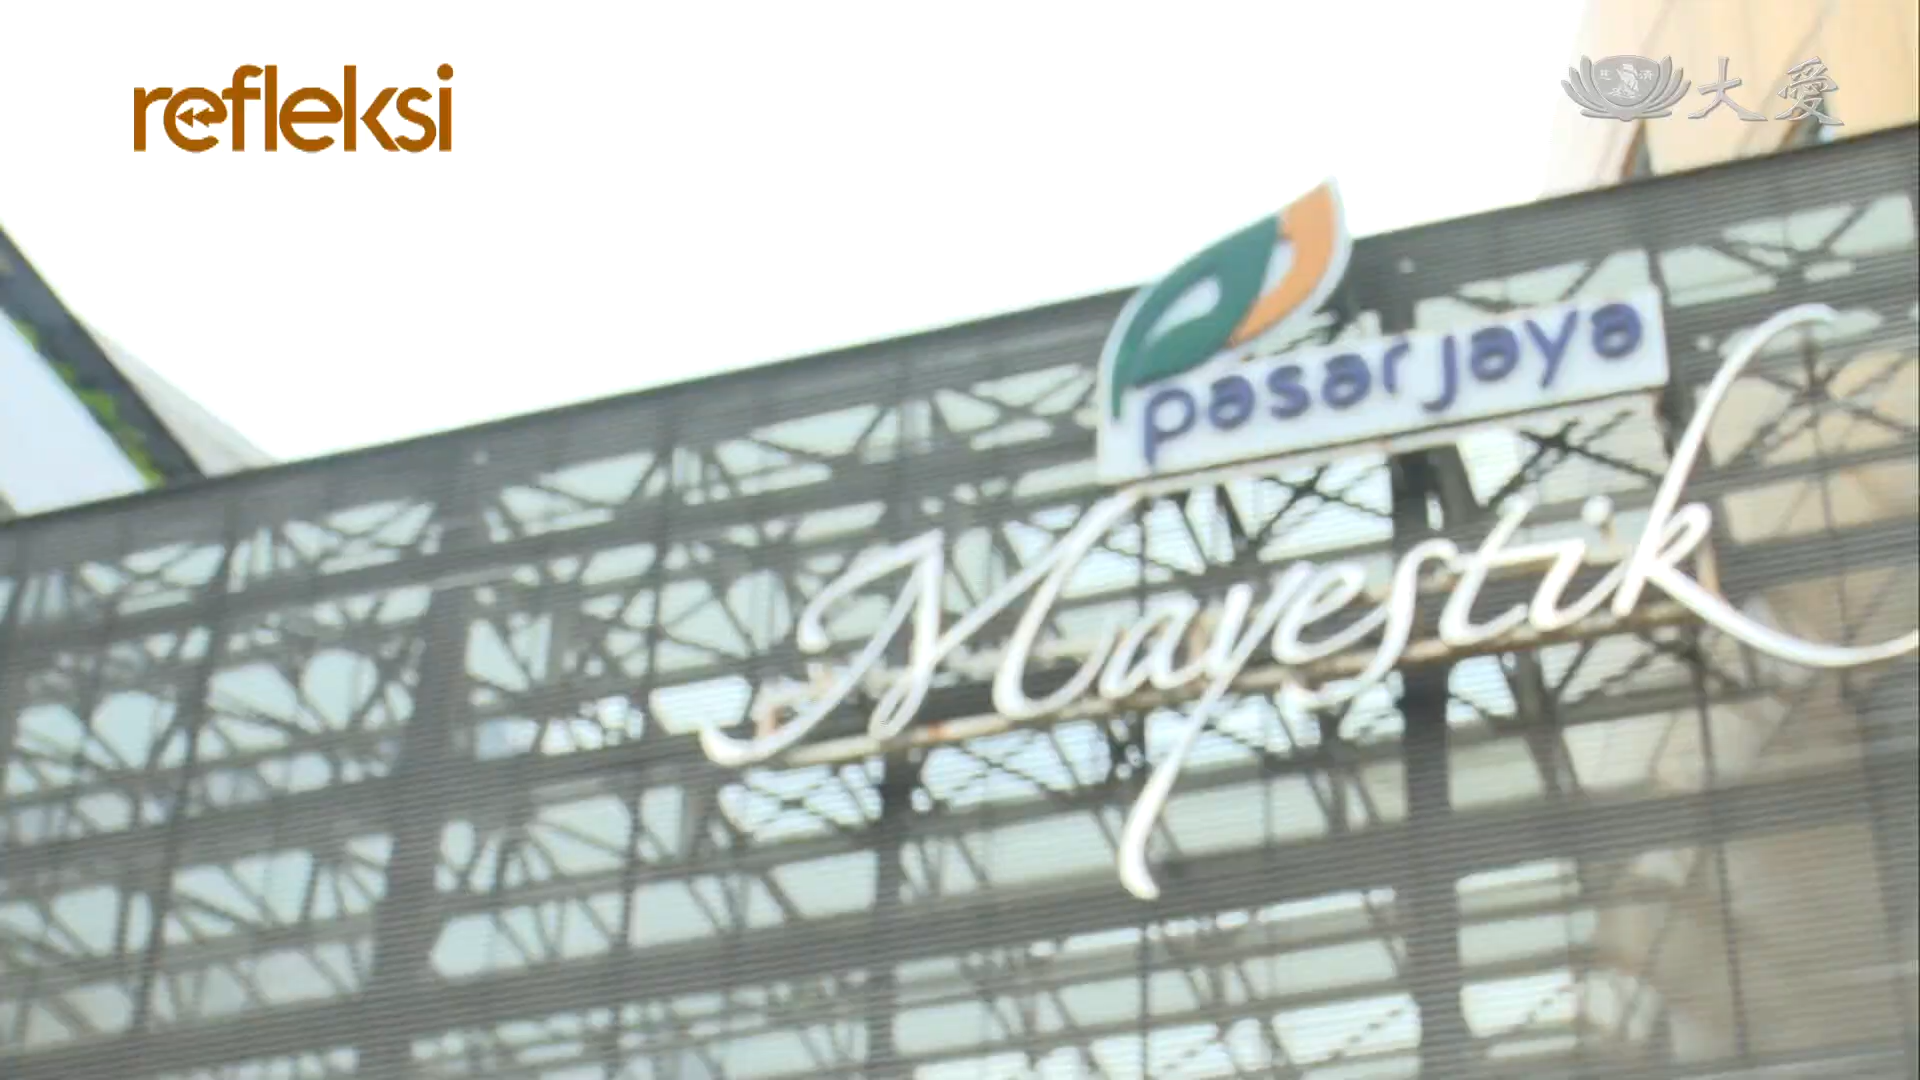 refleksi
大愛
pasar jaya
Mayestik